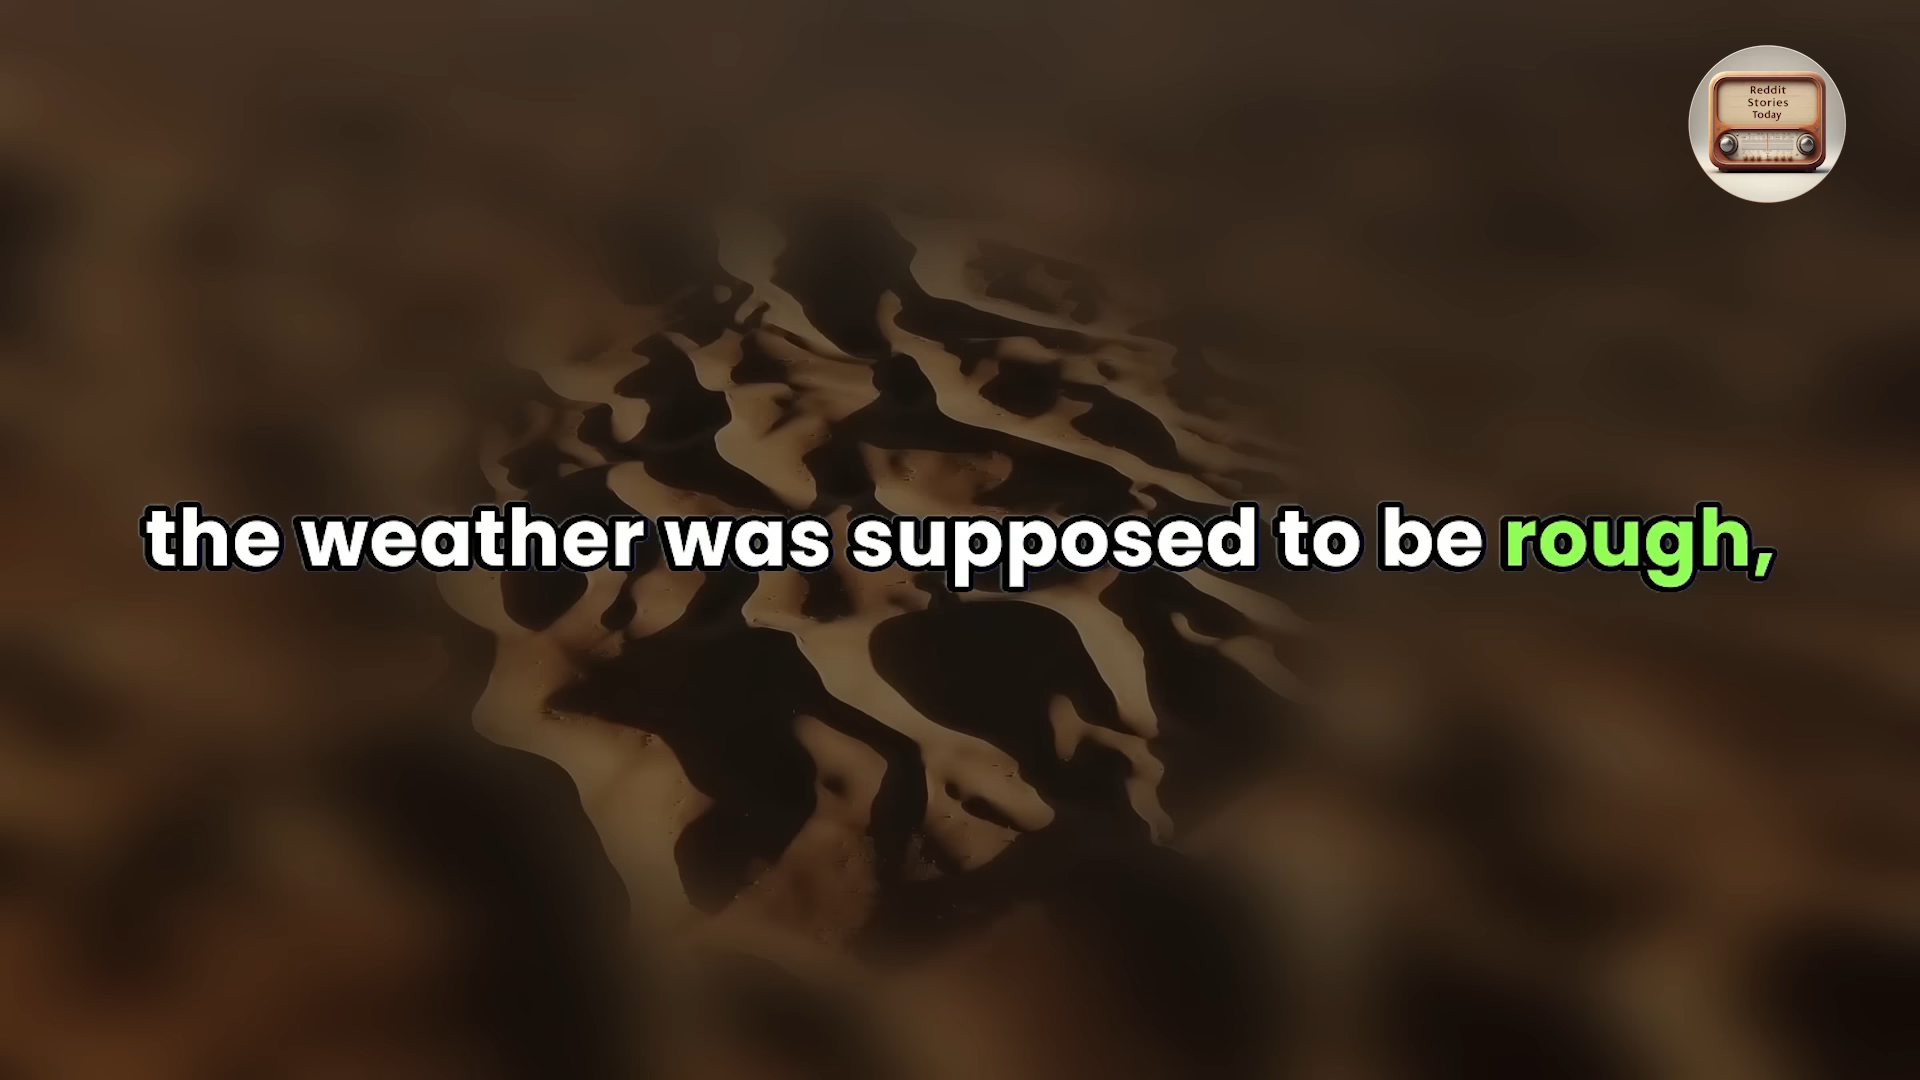 Reddit
Stories
Today
the weather was supposed to be rough,